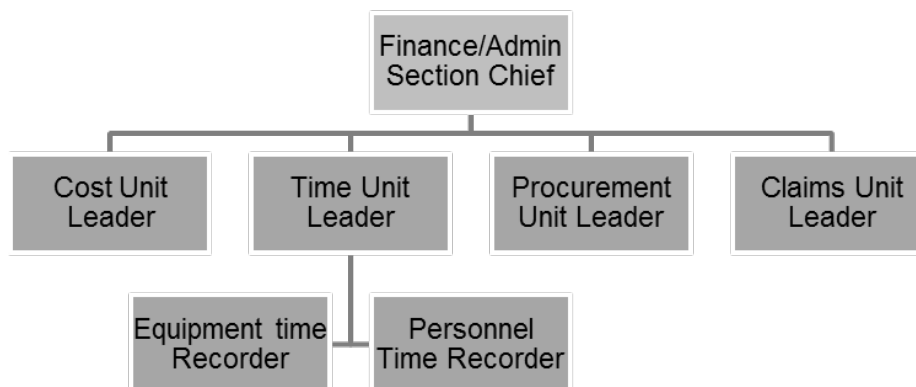 Finance/Admin
Section Chief
Cost Unit
Leader
Time Unit
Leader
Procurement
Unit Leader
Claims Unit
Leader
Equipment time
Recorder
Personnel
Time Recorder